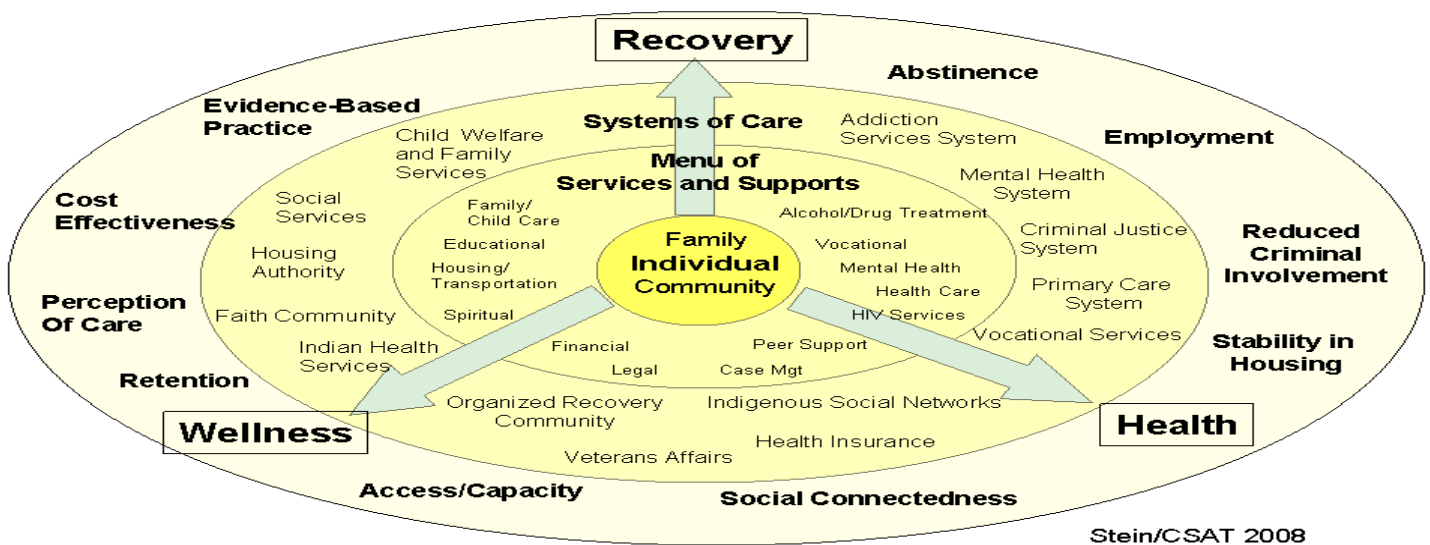 Recovery
Abstinence
Evidence-Based
Practice
Systems of Care
Addiction
Services System
Employment
Child Welfare
and Family
Services
Menu of
Services and Supports
Mental Health
System
Cost
Effectiveness
Social
Services
Family/
Child Care
Alcohol/Drug Treatment
Criminal Justice
System
Reduced
Criminal
Involvement
Housing
Authority
Educational
Family
Individual
Community
Vocational
Housing/
Transportation
Mental Health
Health Care
Primary Care
System
Perception
Of Care
Faith Community
Spiritual
HIV Services
Vocational Services
Stability in
Housing
Indian Health
Services
Financial
Peer Support
Legal
Case Mgt
Retention
Organized Recovery
Community
Indigenous Social Networks
Wellness
Health
Health Insurance
Veterans Affairs
Access/Capacity
Social Connectedness
Stein/CSAT 2008